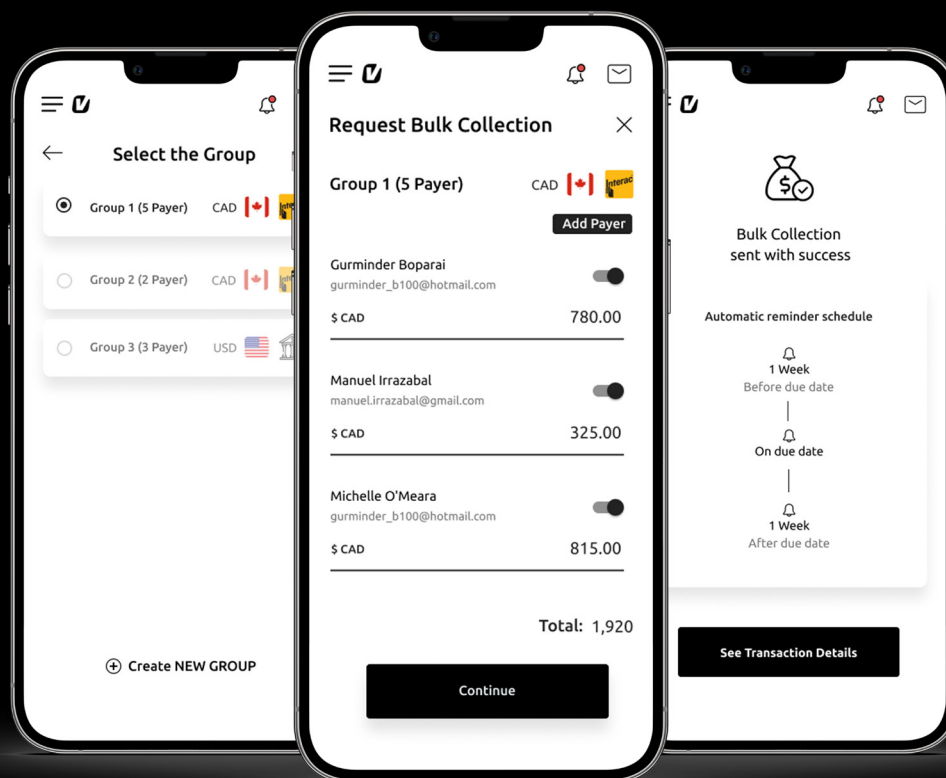 Select the Group
Group 1 (5 Payer) CAD
Group 2 (2 Payer) CAD
Group 3 (3 Payer) USD
Create NEW GROUP
Request Bulk Collection
Group 1 (5 Payer) CAD Interac
Add Payer
Gurminder Boparai
gurminder_b100@hotmail.com
$ CAD 780.00
Manuel Irrazabal
manuel.irrazabal@gmail.com
$ CAD 325.00
Michelle O'Meara
gurminder_b100@hotmail.com
$ CAD 815.00
Total: 1,920
Continue
Bulk Collection
sent with success
Automatic reminder schedule
1 Week
Before due date
On due date
1 Week
After due date
See Transaction Details